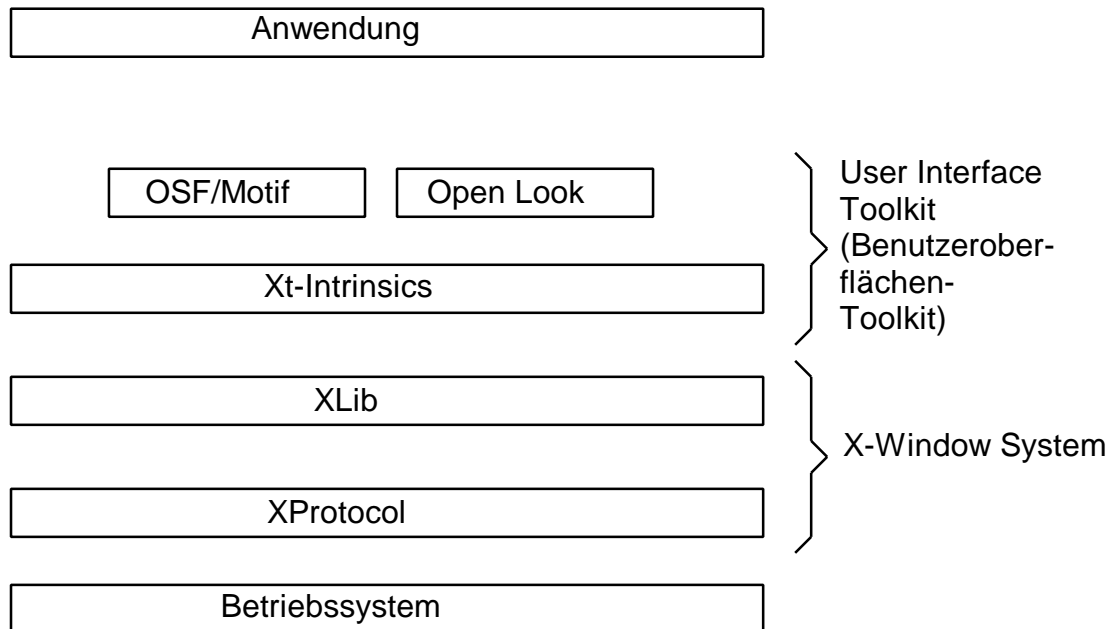 Anwendung
OSF/Motif
Open Look
Xt-Intrinsics
User Interface
Toolkit
(Benutzerober-
flächen-
Toolkit)
XLib
XProtocol
X-Window System
Betriebssystem